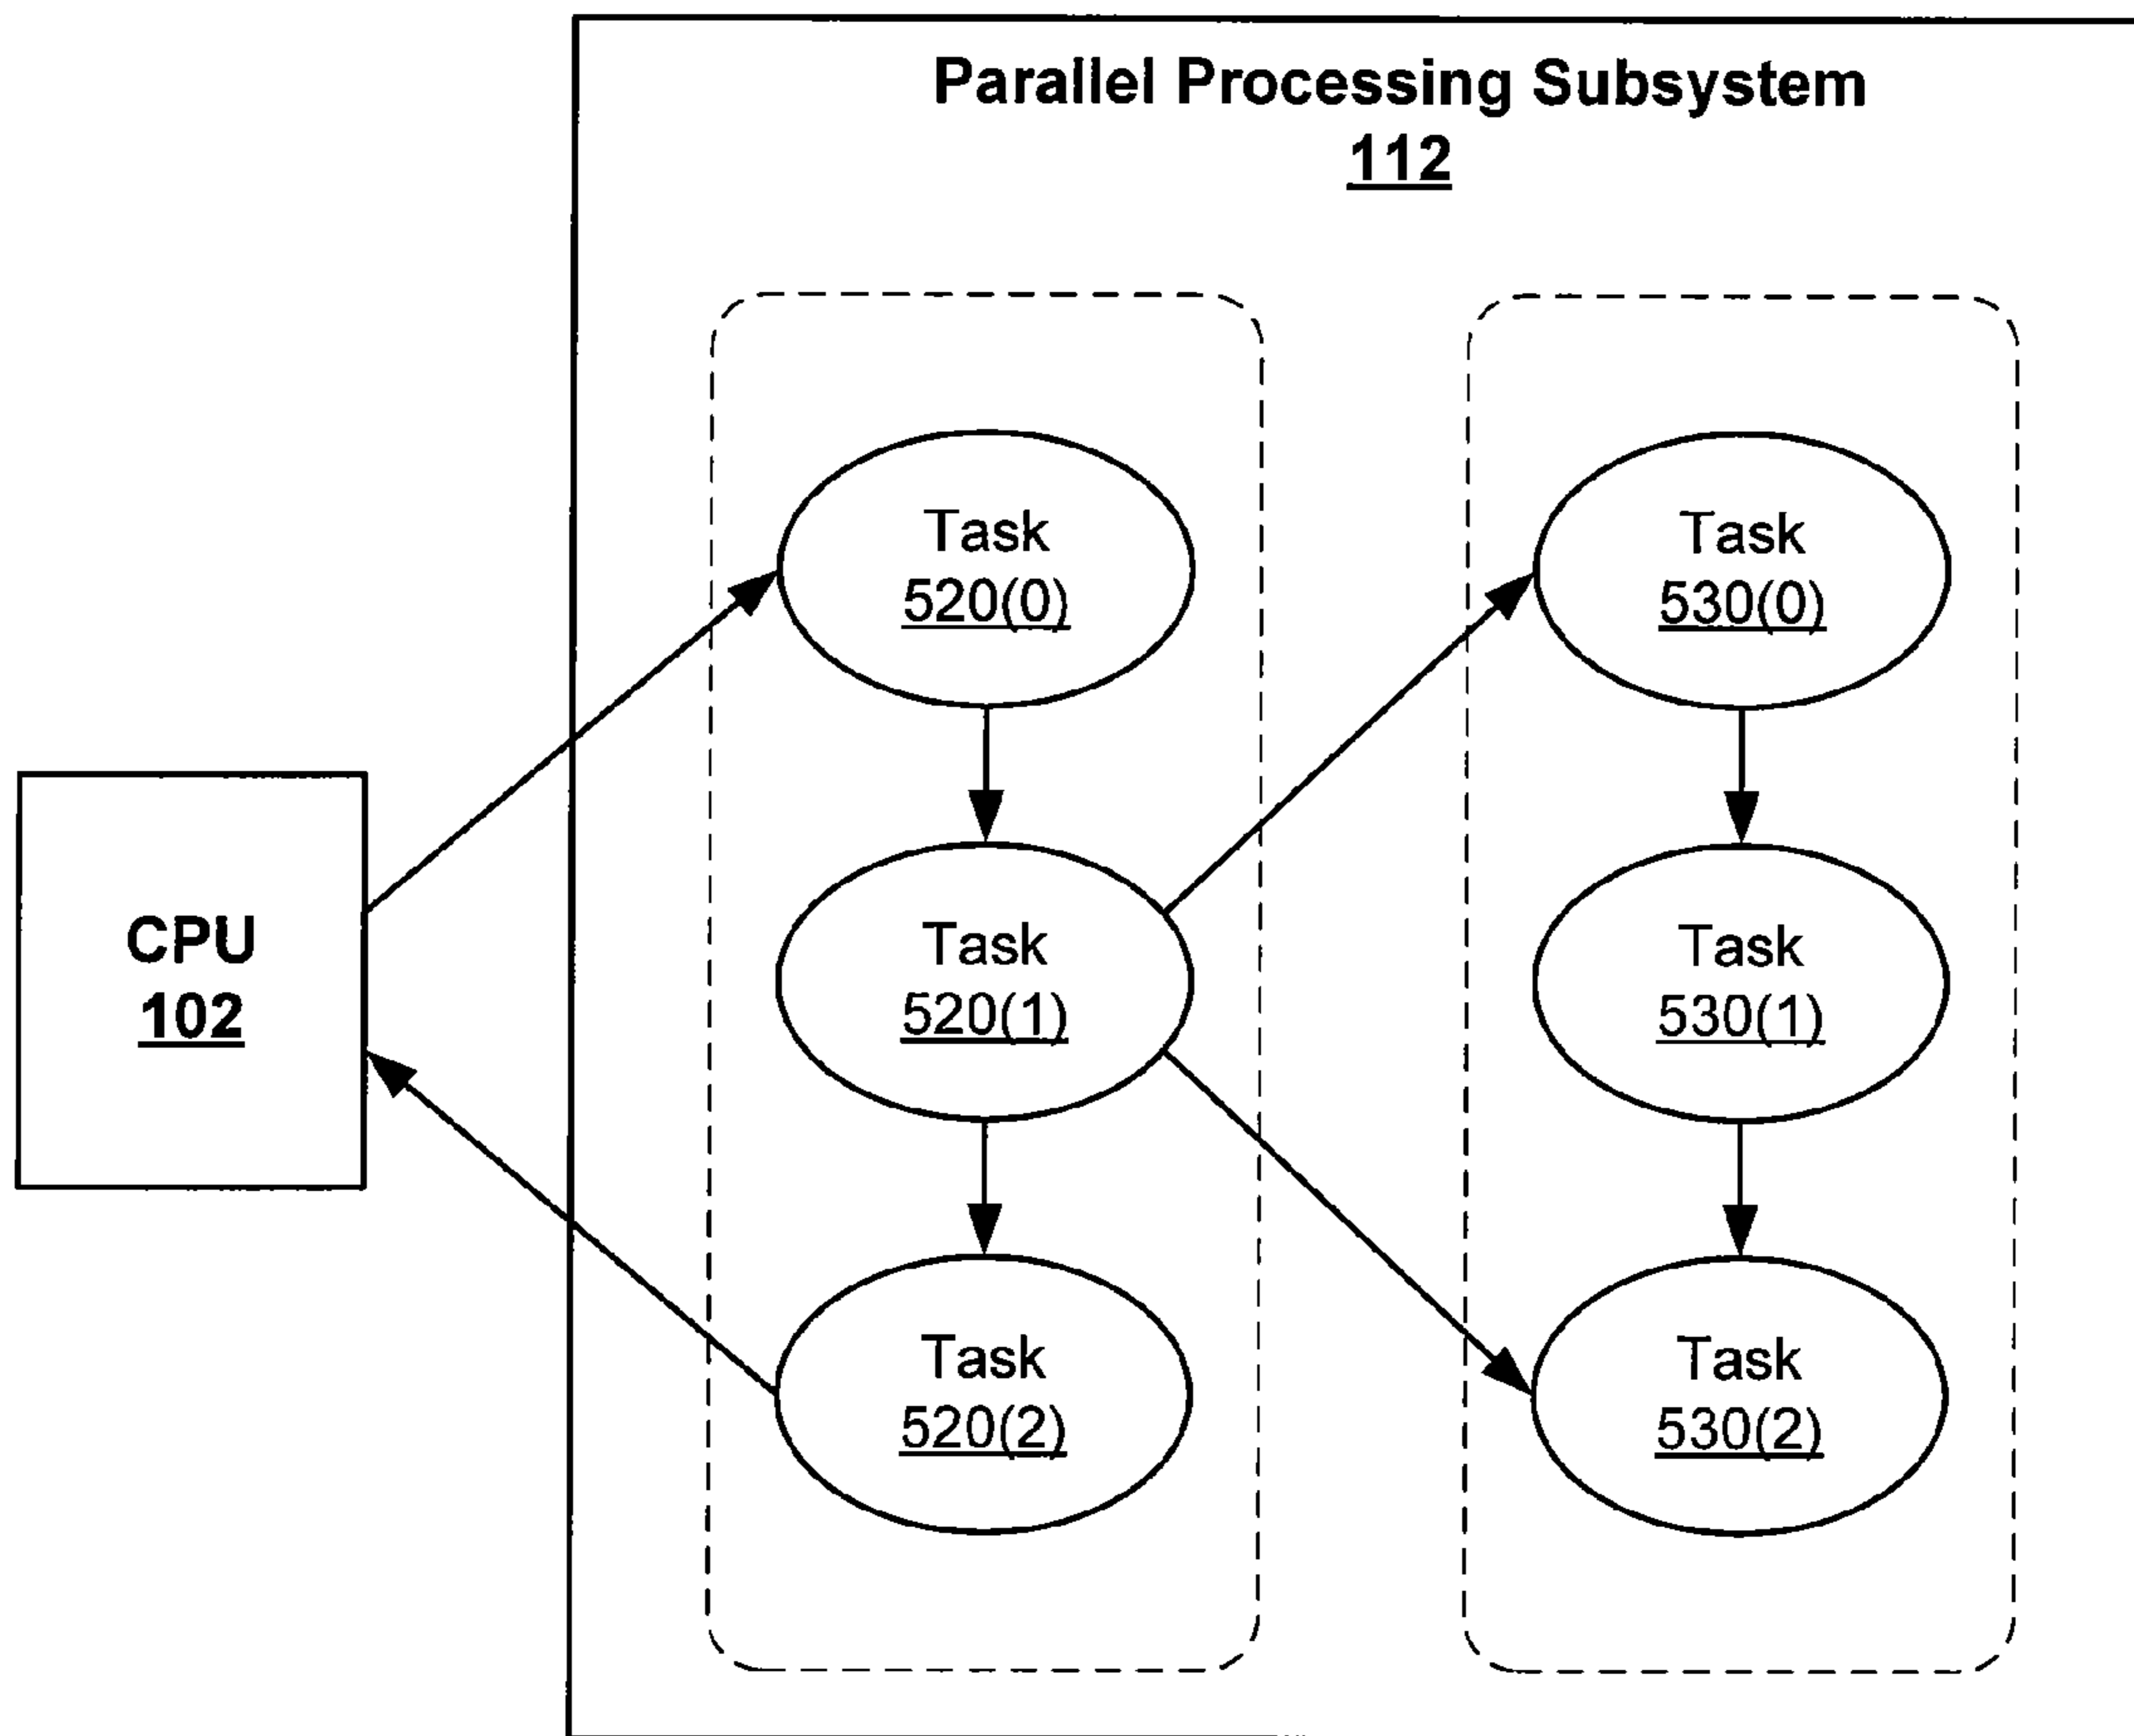 Parallel Processing Subsystem
112
Task
520(0)
Task
530(0)
CPU
102
Task
520(1)
Task
530(1)
Task
520(2)
Task
530(2)